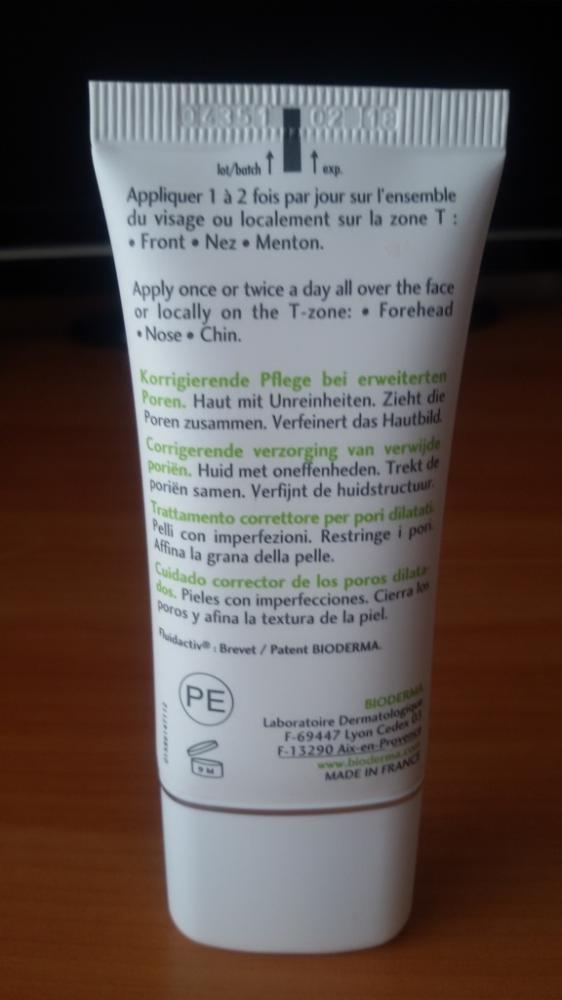 04351 02 18
lot/batch ↑ ↑ exp.
Appliquer 1 à 2 fois par jour sur l'ensemble
du visage ou localement sur la zone T :
• Front • Nez • Menton.
Apply once or twice a day all over the face
or locally on the T-zone: • Forehead
• Nose • Chin.
Korrigierende Pflege bei erweiterten
Poren. Haut mit Unreinheiten. Zieht die
Poren zusammen. Verfeinert das Hautbild.
Corrigerende verzorging van verwijde
poriën. Huid met oneffenheden. Trekt de
poriën samen. Verfijnt de huidstructuur.
Trattamento correttore per pori dilatati.
Pelli con imperfezioni. Restringe i pori.
Affina la grana della pelle.
Cuidado corrector de los poros dilata-
dos. Pieles con imperfecciones. Cierra los
poros y afina la textura de la piel.
Fluidactiv® : Brevet / Patent BIODERMA.
PE
9 M
BIODERMA
Laboratoire Dermatologique
F-69447 Lyon Cedex 03
F-13290 Aix-en-Provence
www.bioderma.com
MADE IN FRANCE